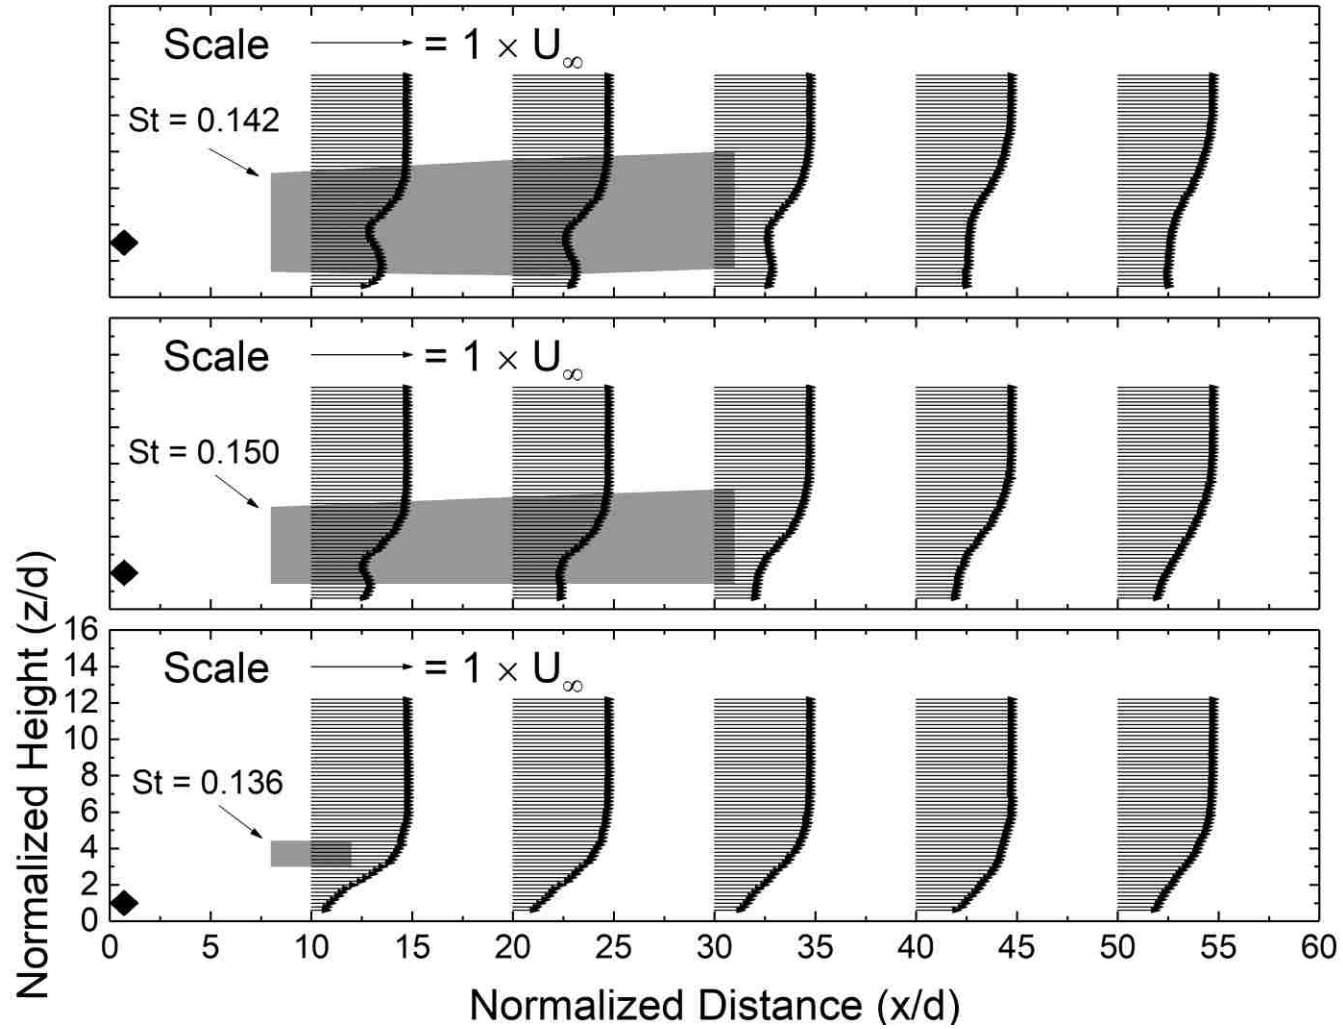 Scale = 1 × U∞
St = 0.142
Scale = 1 × U∞
St = 0.150
Scale = 1 × U∞
St = 0.136
Normalized Height (z/d)
16
14
12
10
8
6
4
2
0
0 5 10 15 20 25 30 35 40 45 50 55 60
Normalized Distance (x/d)